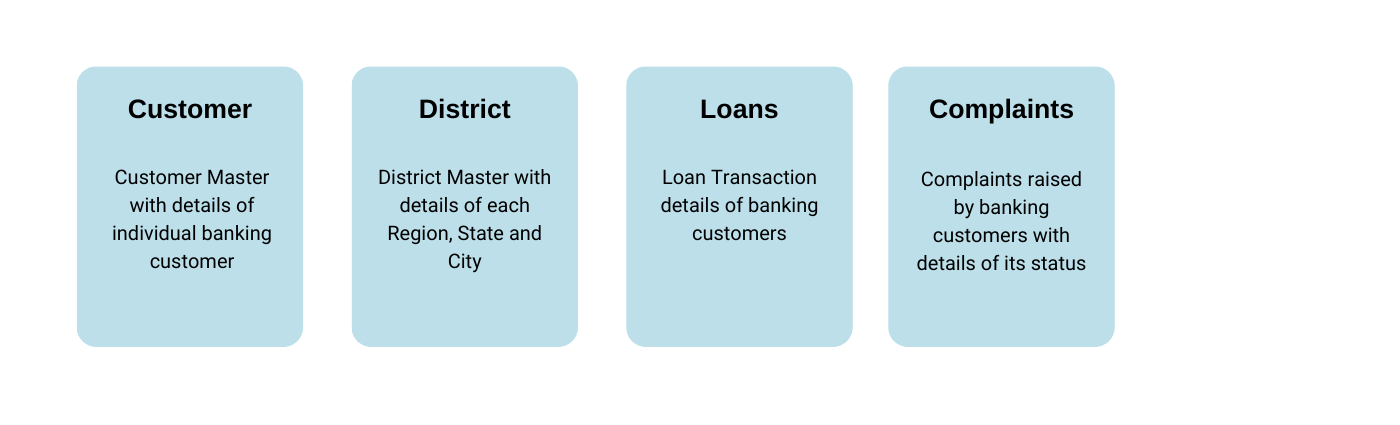 Customer
Customer Master
with details of
individual banking
customer
District
District Master with
details of each
Region, State and
City
Loans
Loan Transaction
details of banking
customers
Complaints
Complaints raised
by banking
customers with
details of its status